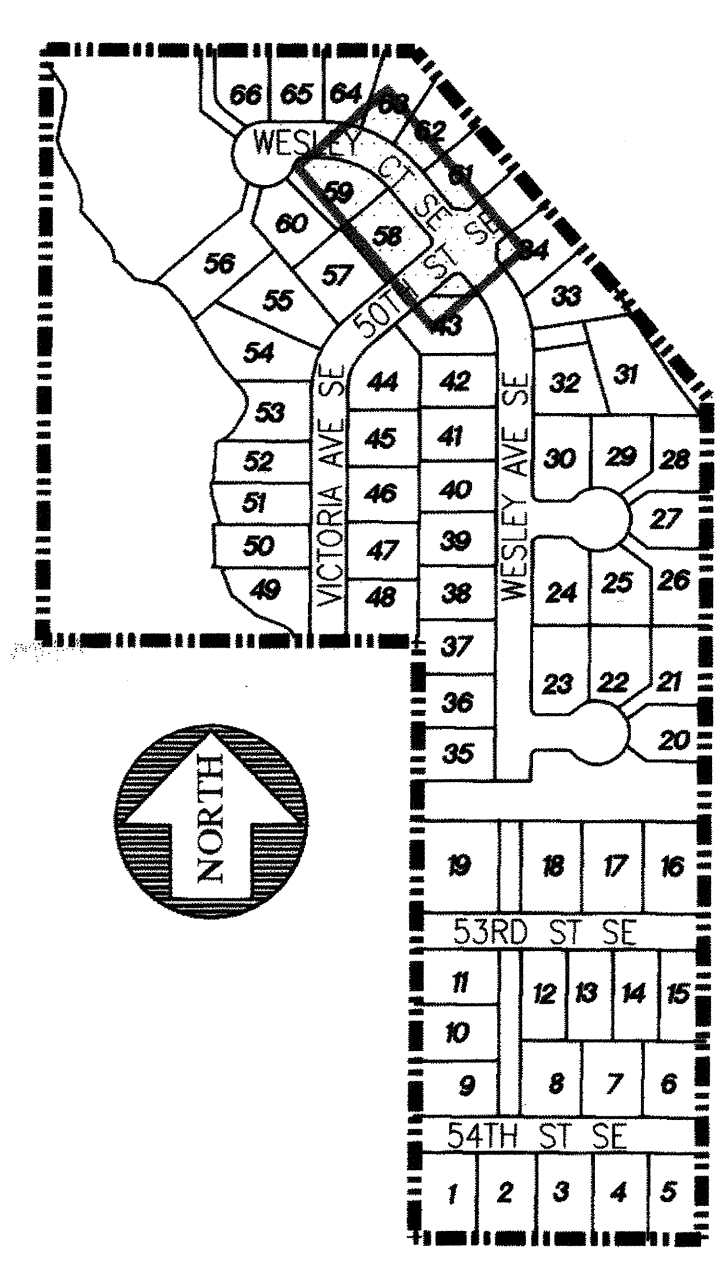 66 65 64 63
62
WESLEY CT SE
61
59
60 58
50TH ST SE
34
56 57
55 33
43
54
44 42 32 31
53
45 41
52 30 29 28
VICTORIA AVE SE
WESLEY AVE SE
51 46 40
27
50 47 39
49 48 38 24 25 26
37
36 23 22 21
35 20
NORTH
19 18 17 16
53RD ST SE
11 12 13 14 15
10
9 8 7 6
54TH ST SE
1 2 3 4 5